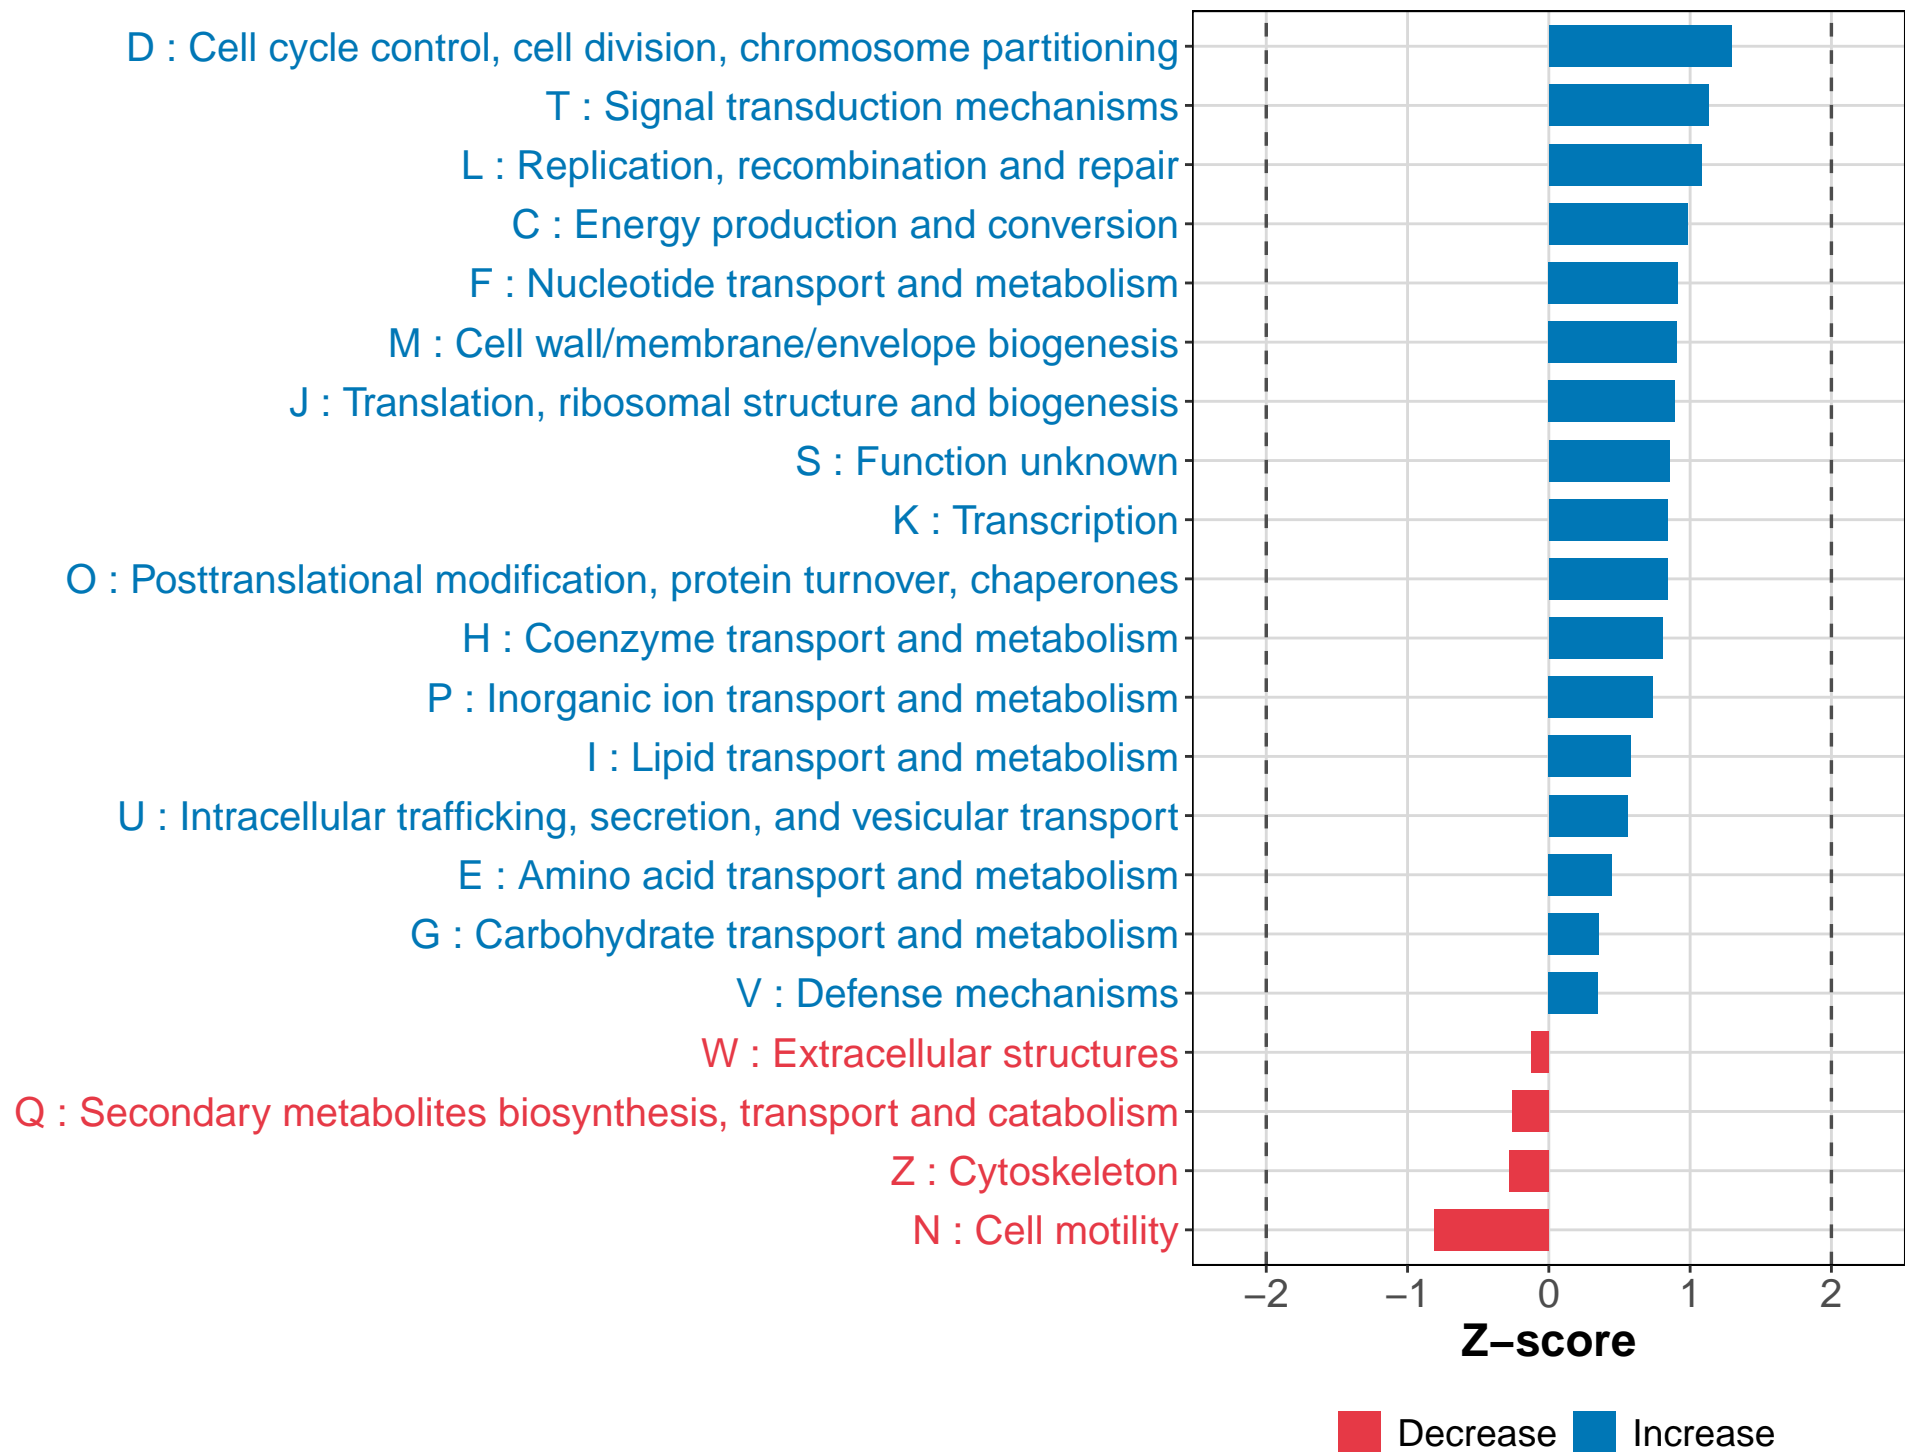 D : Cell cycle control, cell division, chromosome partitioning
T : Signal transduction mechanisms
L : Replication, recombination and repair
C : Energy production and conversion
F : Nucleotide transport and metabolism
M : Cell wall/membrane/envelope biogenesis
J : Translation, ribosomal structure and biogenesis
S : Function unknown
K : Transcription
O : Posttranslational modification, protein turnover, chaperones
H : Coenzyme transport and metabolism
P : Inorganic ion transport and metabolism
I : Lipid transport and metabolism
U : Intracellular trafficking, secretion, and vesicular transport
E : Amino acid transport and metabolism
G : Carbohydrate transport and metabolism
V : Defense mechanisms
W : Extracellular structures
Q : Secondary metabolites biosynthesis, transport and catabolism
Z : Cytoskeleton
N : Cell motility
−2 −1 0 1 2
Z−score
Decrease Increase